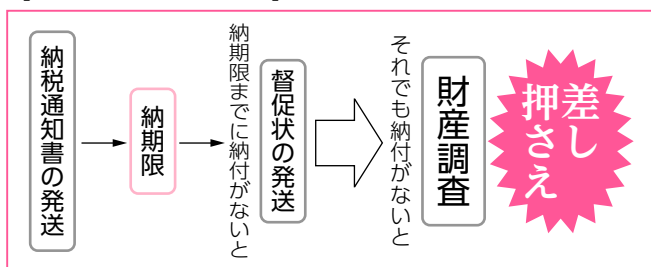 納税通知書の発送
納期限
納期限までに納付がないと
督促状の発送
それでも納付がないと
財産調査
差し
押さえ